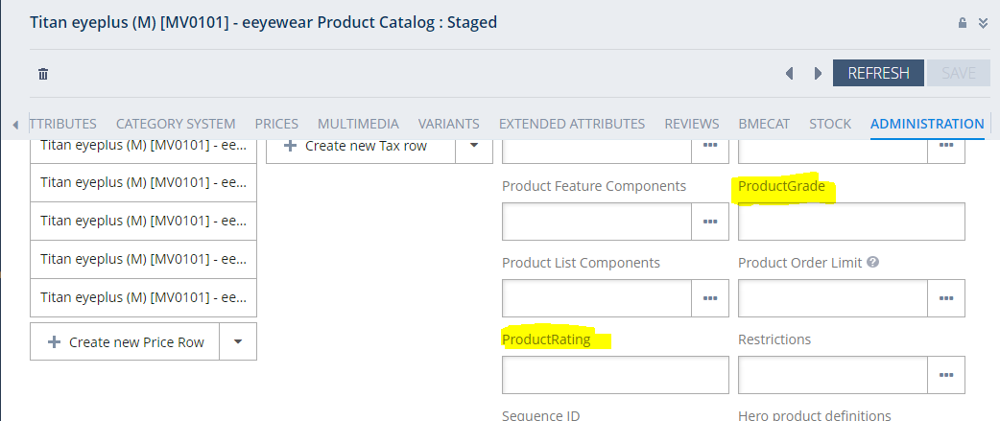 Titan eyeplus (M) [MV0101] - eeyewear Product Catalog : Staged
REFRESH SAVE
TTRIBUTES CATEGORY SYSTEM PRICES MULTIMEDIA VARIANTS EXTENDED ATTRIBUTES REVIEWS BMECAT STOCK ADMINISTRATION
Titan eyeplus (M) [MV0101] - ee... + Create new Tax row ... ...
Titan eyeplus (M) [MV0101] - ee... Product Feature Components ProductGrade
Titan eyeplus (M) [MV0101] - ee... ...
Titan eyeplus (M) [MV0101] - ee... Product List Components Product Order Limit ?
Titan eyeplus (M) [MV0101] - ee... ... ...
+ Create new Price Row ProductRating Restrictions
...
Sequence ID Hero product definitions